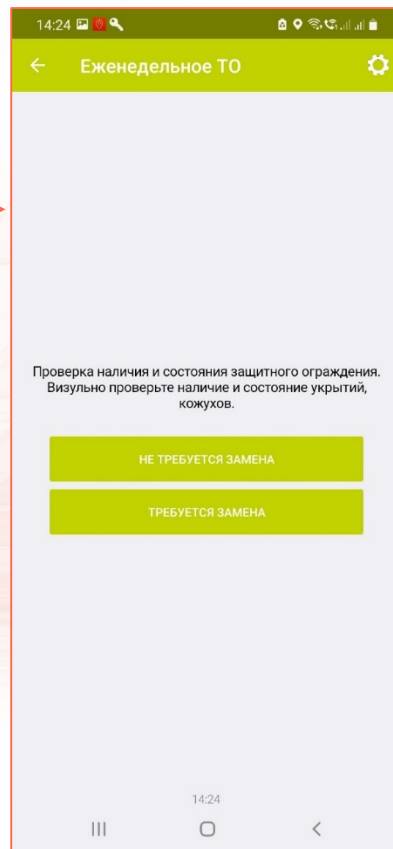 14:24
Еженедельное ТО
Проверка наличия и состояния защитного ограждения.
Визульно проверьте наличие и состояние укрытий,
кожухов.
НЕ ТРЕБУЕТСЯ ЗАМЕНА
ТРЕБУЕТСЯ ЗАМЕНА
14:24